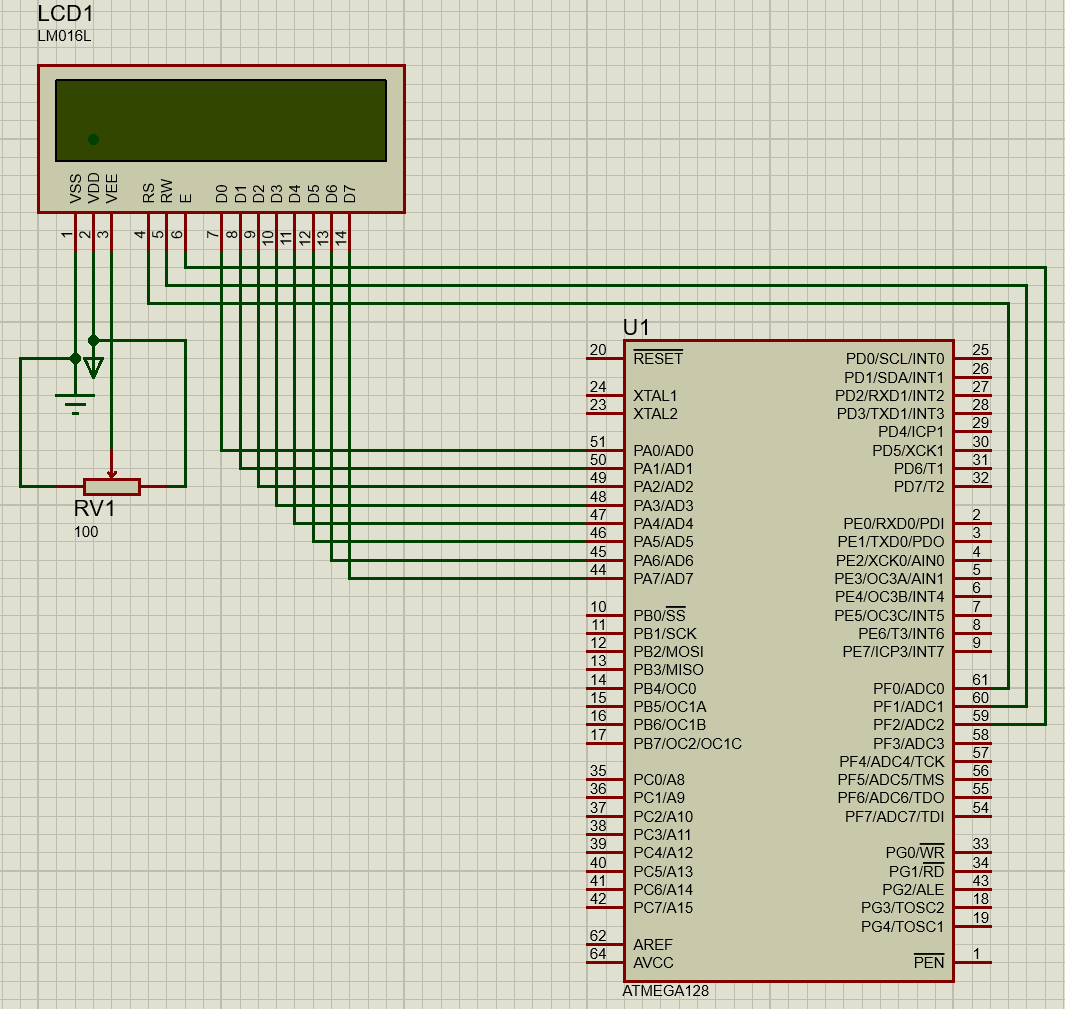 LCD1
LM016L
VSS
VDD
VEE
RS
RW
E
D0
D1
D2
D3
D4
D5
D6
D7
1
2
3
4
5
6
7
8
9
10
11
12
13
14
RV1
100
U1
20 RESET
24 XTAL1
23 XTAL2
51 PA0/AD0
50 PA1/AD1
49 PA2/AD2
48 PA3/AD3
47 PA4/AD4
46 PA5/AD5
45 PA6/AD6
44 PA7/AD7
10 PB0/SS
11 PB1/SCK
12 PB2/MOSI
13 PB3/MISO
14 PB4/OC0
15 PB5/OC1A
16 PB6/OC1B
17 PB7/OC2/OC1C
35 PC0/A8
36 PC1/A9
37 PC2/A10
38 PC3/A11
39 PC4/A12
40 PC5/A13
41 PC6/A14
42 PC7/A15
62 AREF
64 AVCC
PD0/SCL/INT0 25
PD1/SDA/INT1 26
PD2/RXD1/INT2 27
PD3/TXD1/INT3 28
PD4/ICP1 29
PD5/XCK1 30
PD6/T1 31
PD7/T2 32
PE0/RXD0/PDI 2
PE1/TXD0/PDO 3
PE2/XCK0/AIN0 4
PE3/OC3A/AIN1 5
PE4/OC3B/INT4 6
PE5/OC3C/INT5 7
PE6/T3/INT6 8
PE7/ICP3/INT7 9
PF0/ADC0 61
PF1/ADC1 60
PF2/ADC2 59
PF3/ADC3 58
PF4/ADC4/TCK 57
PF5/ADC5/TMS 56
PF6/ADC6/TDO 55
PF7/ADC7/TDI 54
PG0/WR 33
PG1/RD 34
PG2/ALE 43
PG3/TOSC2 18
PG4/TOSC1 19
PEN 1
ATMEGA128